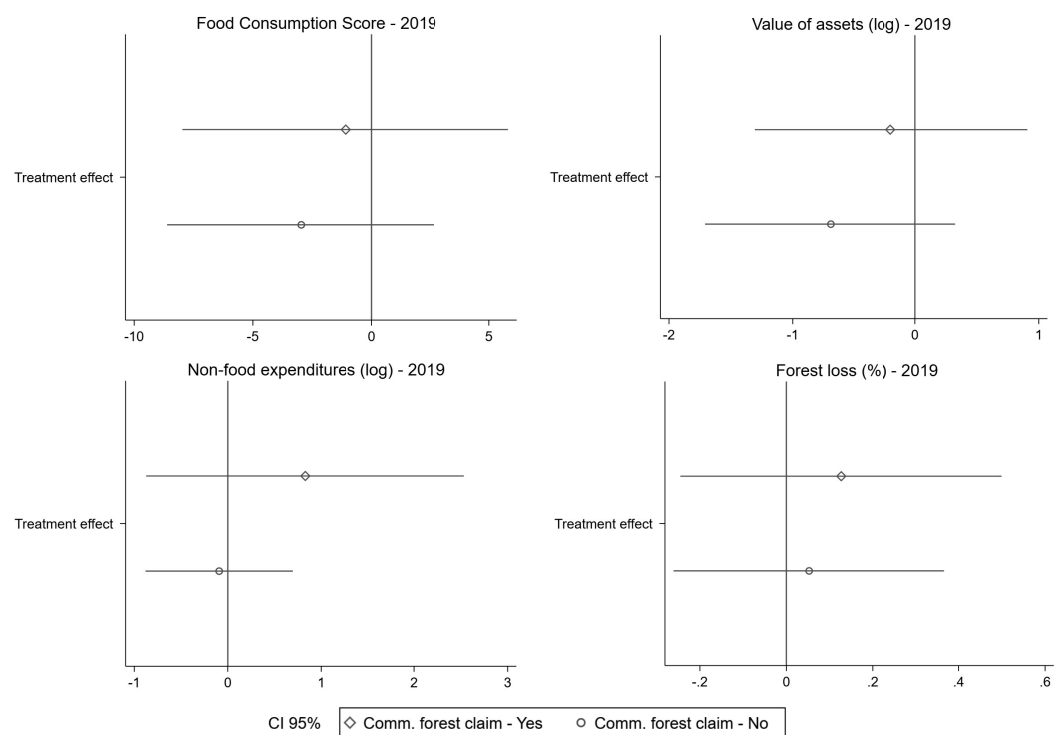 Food Consumption Score - 2019
Treatment effect
-10 -5 0 5
Value of assets (log) - 2019
Treatment effect
-2 -1 0 1
Non-food expenditures (log) - 2019
Treatment effect
-1 0 1 2 3
Forest loss (%) - 2019
Treatment effect
-.2 0 .2 .4 .6
CI 95% Comm. forest claim - Yes Comm. forest claim - No